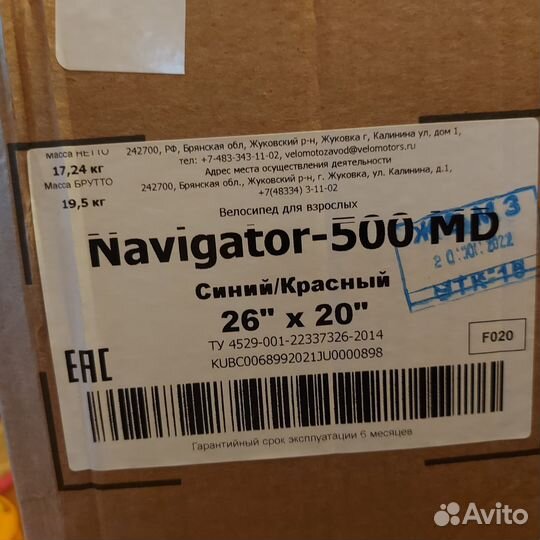 Масса НЕТТО
17,24 кг
Масса БРУТТО
19,5 кг
242700, РФ, Брянская обл, Жуковский р-н, Жуковка г, Калинина ул, дом 1,
тел: +7-483-343-11-02, velomotozavod@velomotors.ru
Адрес места осуществления деятельности
242700, Брянская обл., Жуковский р-н, г. Жуковка, ул. Калинина, д.1,
+7(48334) 3-11-02
Велосипед для взрослых
Navigator-500 MD
Синий/Красный
26" x 20"
ТУ 4529-001-22337326-2014
KUBC0068992021JU0000898
F020
EAC
Гарантийный срок эксплуатации 6 месяцев
Avito